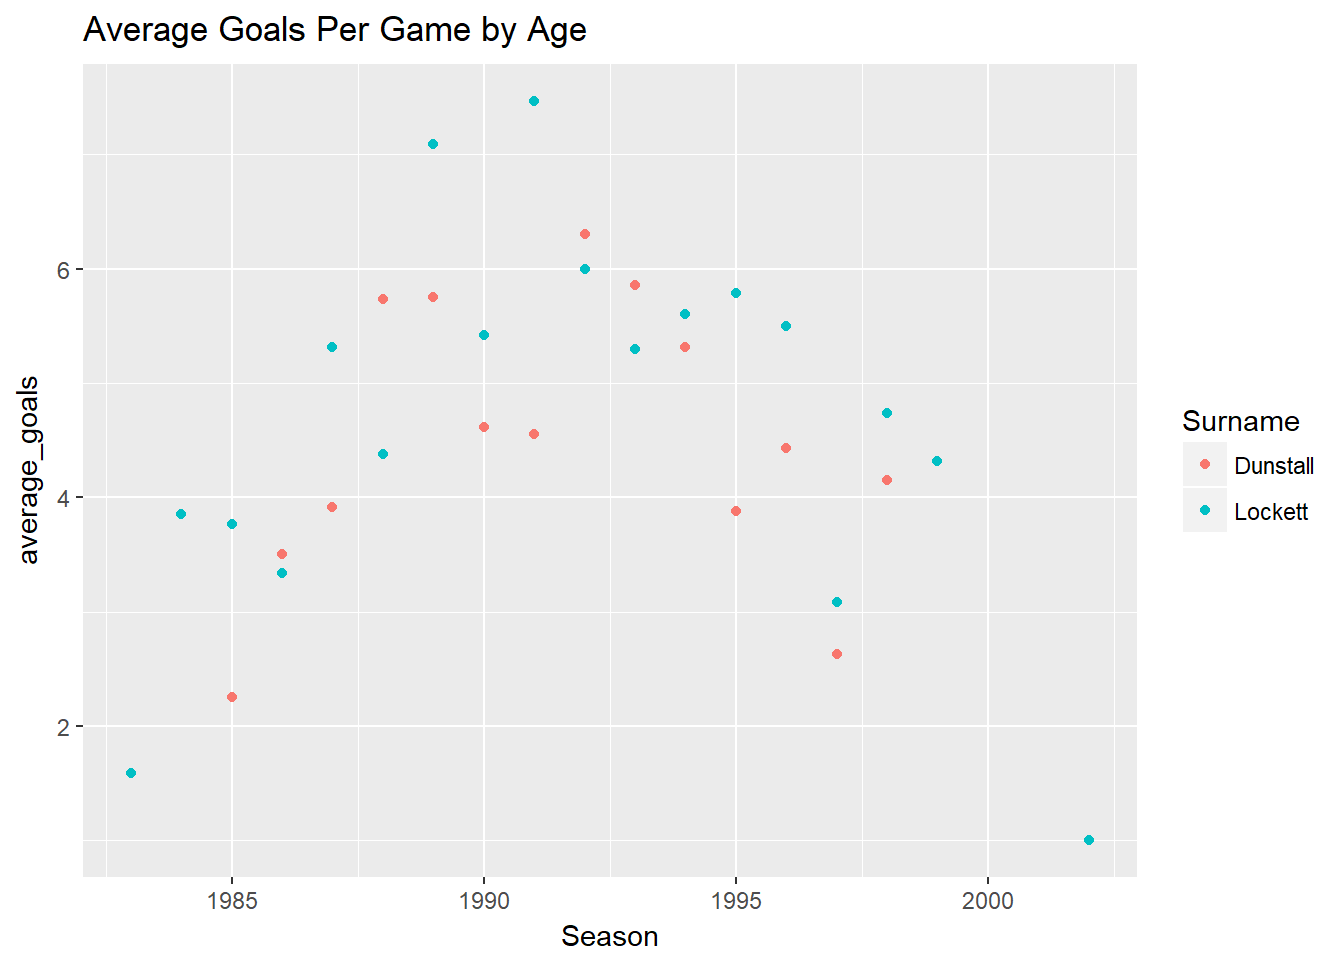 Average Goals Per Game by Age
average_goals
6
4
2
1985
1990
1995
2000
Season
Surname
Dunstall
Lockett